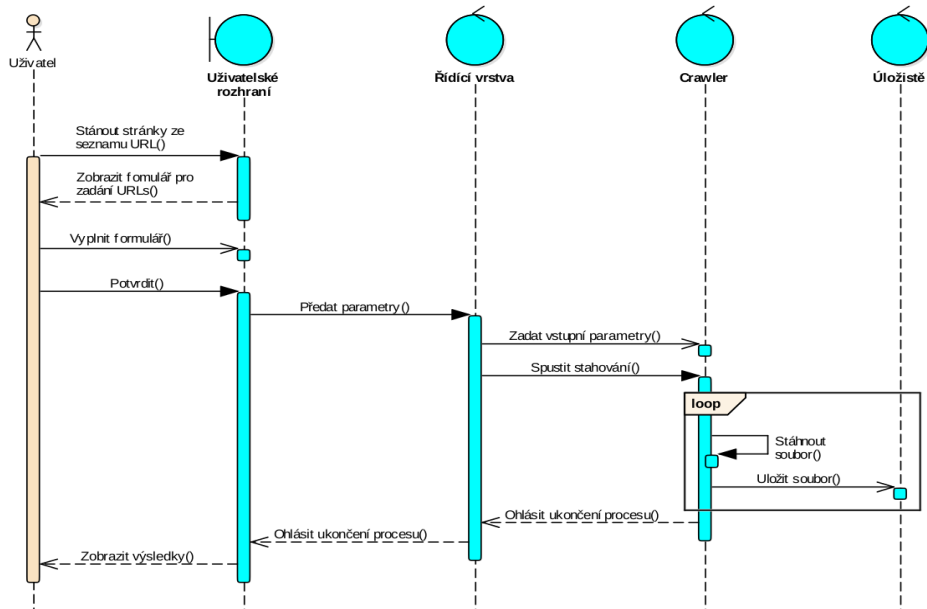 Uživatel
Uživatelské
rozhraní
Řídící vrstva
Crawler
Úložiště
Stánout stránky ze
seznamu URL()
Zobrazit fomulář pro
zadání URLs()
Vyplnit formulář()
Potvrdit()
Předat parametry()
Zadat vstupní parametry()
Spustit stahování()
loop
Stáhnout
soubor()
Uložit soubor()
Ohlásit ukončení procesu()
Ohlásit ukončení procesu()
Zobrazit výsledky()